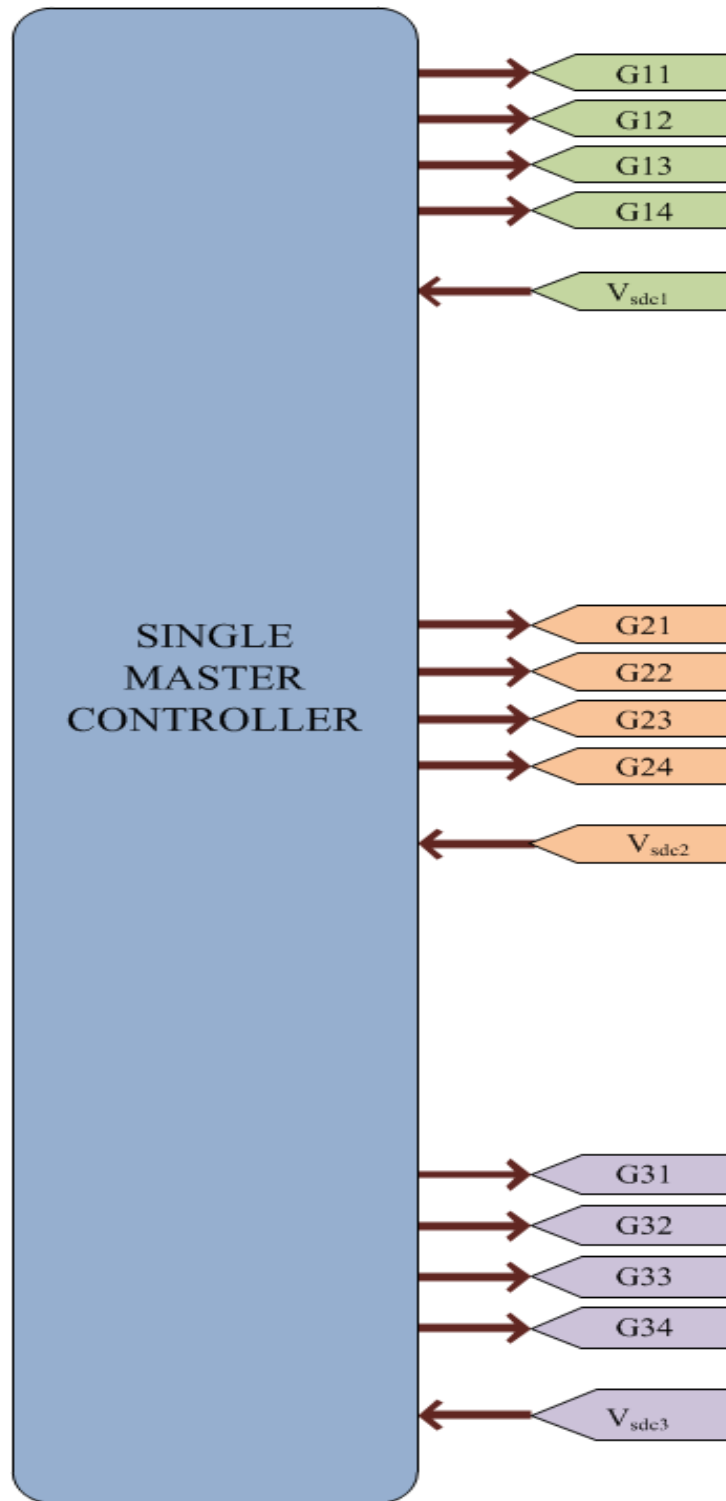 G11
G12
G13
G14
Vsdc1
SINGLE
MASTER
CONTROLLER
G21
G22
G23
G24
Vsdc2
G31
G32
G33
G34
Vsdc3